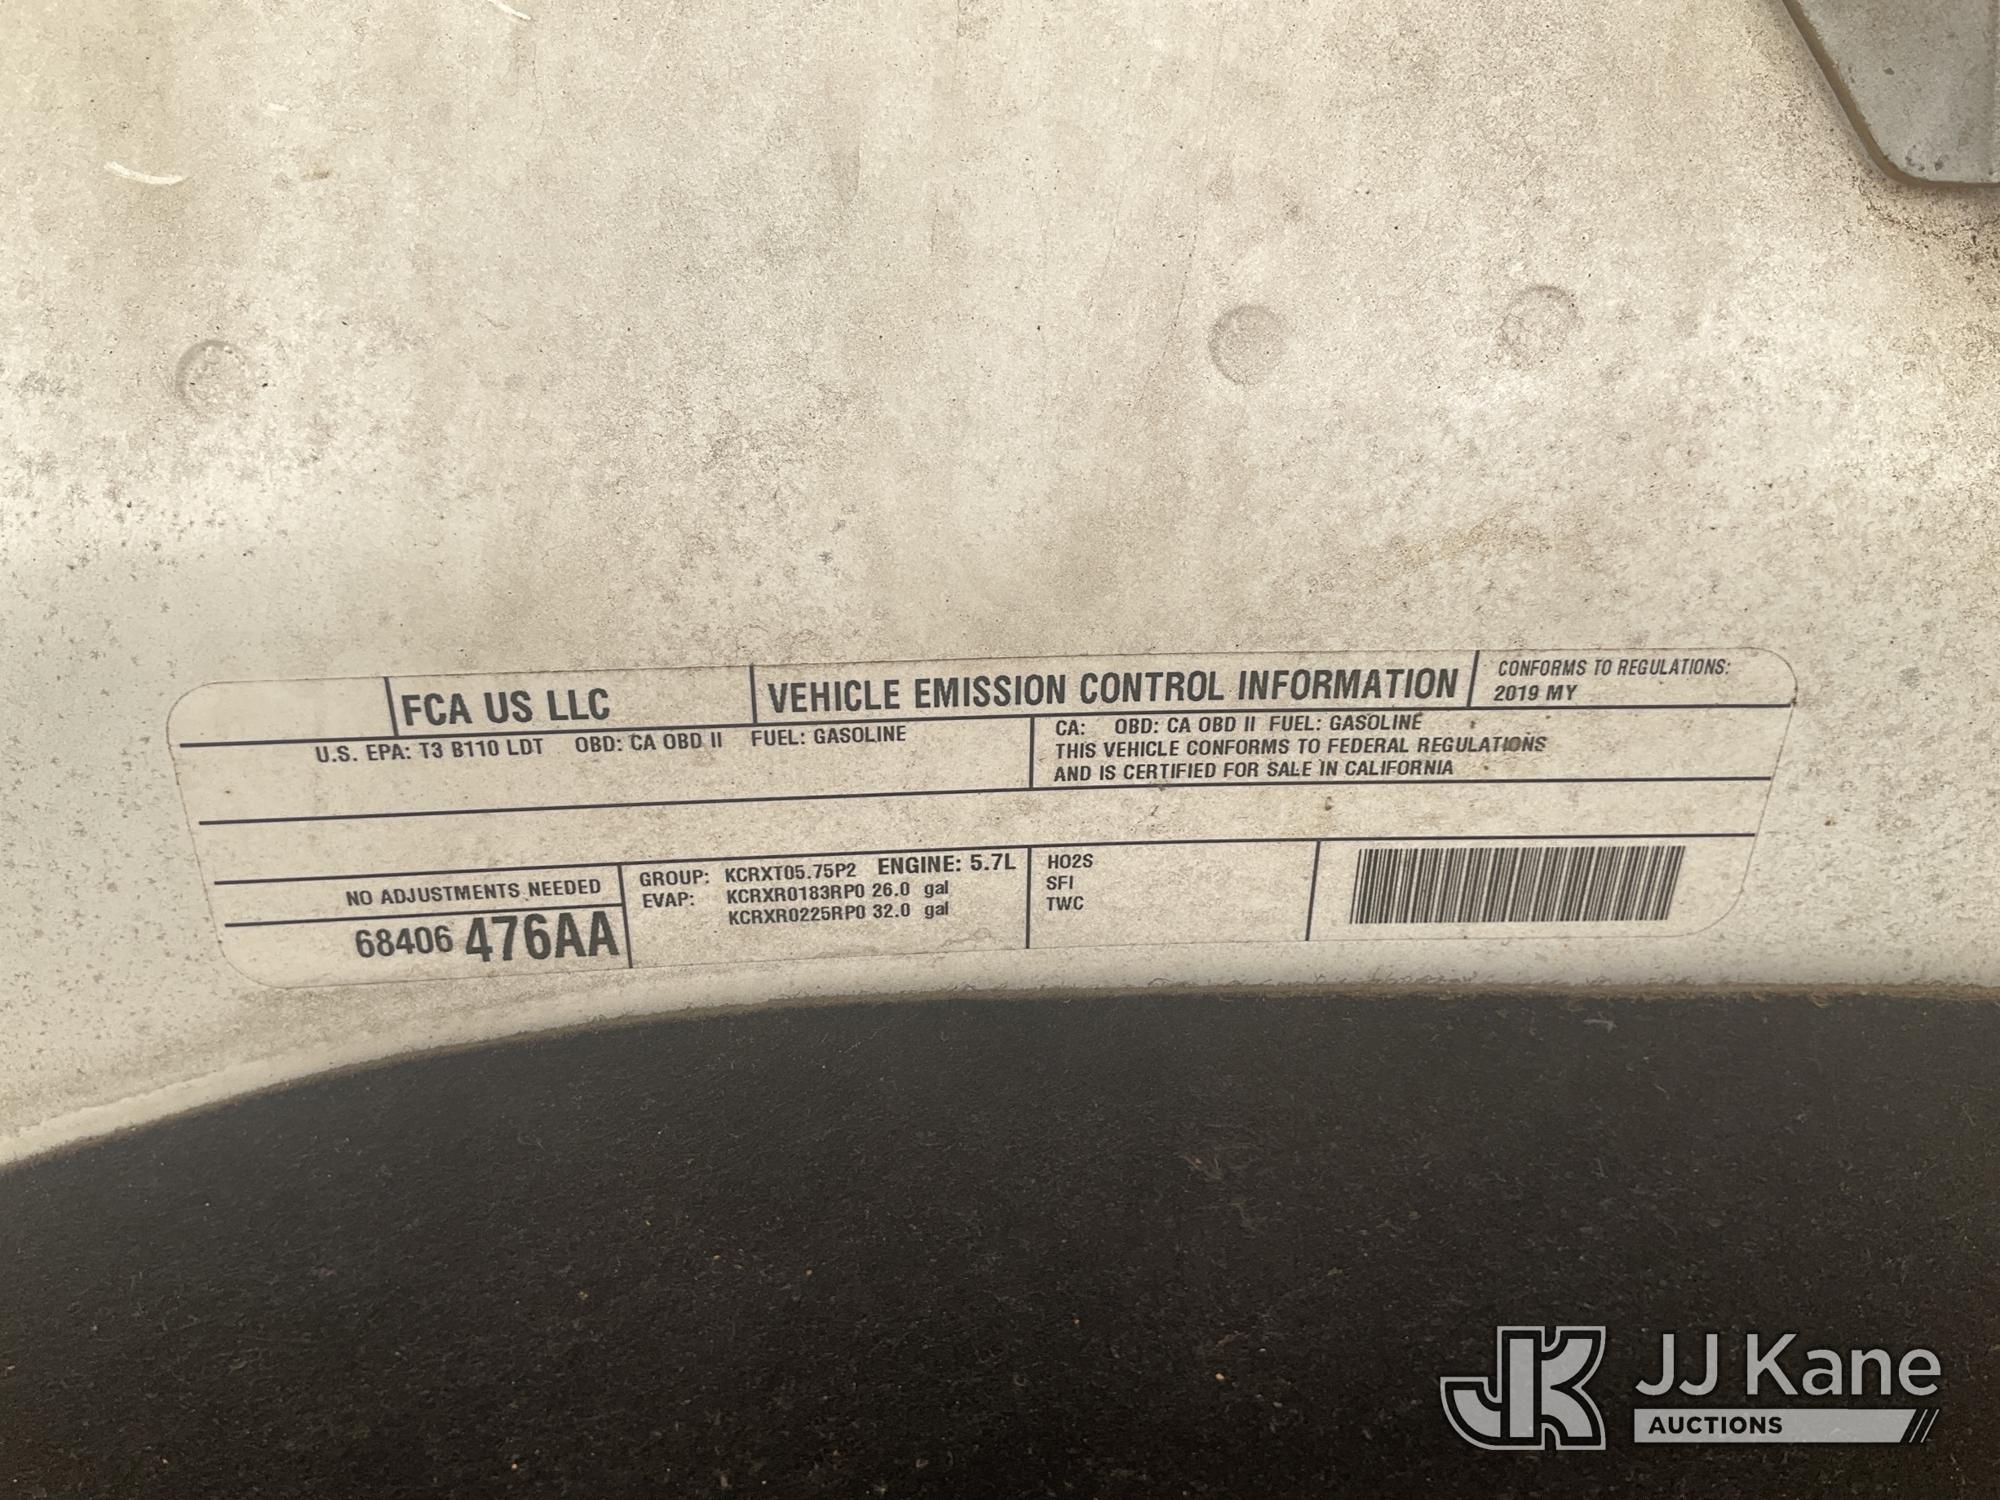 FCA US LLC
VEHICLE EMISSION CONTROL INFORMATION
CONFORMS TO REGULATIONS:
2019 MY
U.S. EPA: T3 B110 LDT OBD: CA OBD II FUEL: GASOLINE
CA: OBD: CA OBD II FUEL: GASOLINE
THIS VEHICLE CONFORMS TO FEDERAL REGULATIONS
AND IS CERTIFIED FOR SALE IN CALIFORNIA
NO ADJUSTMENTS NEEDED
68406 476AA
GROUP: KCRXT05.75P2 ENGINE: 5.7L
EVAP: KCRXR0183RP0 26.0 gal
KCRXR0225RP0 32.0 gal
HO2S
SFI
TWC
JK JJ Kane
AUCTIONS